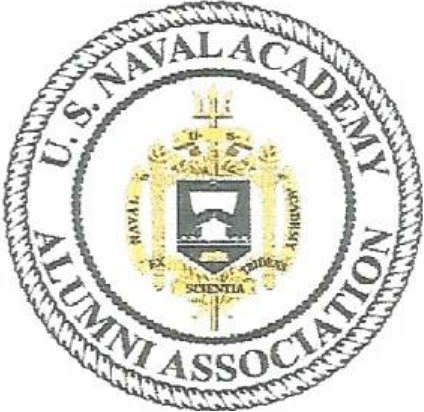 U. S. NAVAL ACADEMY
U S N A
NAVAL ACADEMY
EX SCIENTIA TRIDENS
ALUMNI ASSOCIATION